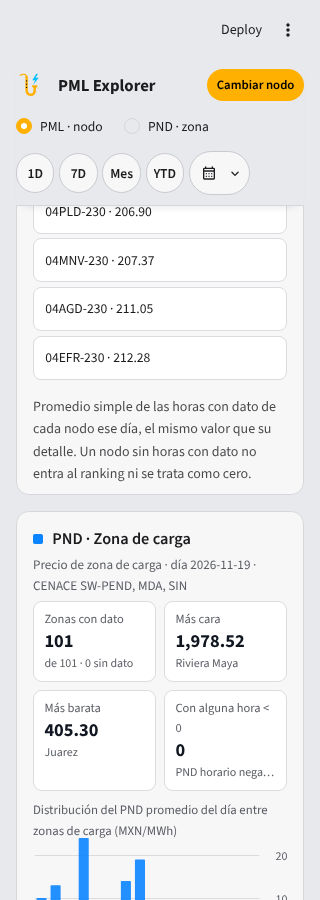 Deploy
PML Explorer
Cambiar nodo
PML · nodo
PND · zona
1D
7D
Mes
YTD
04PLD-230 · 206.90
04MNV-230 · 207.37
04AGD-230 · 211.05
04EFR-230 · 212.28
Promedio simple de las horas con dato de
cada nodo ese día, el mismo valor que su
detalle. Un nodo sin horas con dato no
entra al ranking ni se trata como cero.
PND · Zona de carga
Precio de zona de carga · día 2026-11-19 ·
CENACE SW-PEND, MDA, SIN
Zonas con dato
101
de 101 · 0 sin dato
Más cara
1,978.52
Riviera Maya
Más barata
405.30
Juarez
Con alguna hora <
0
0
PND horario nega...
Distribución del PND promedio del día entre
zonas de carga (MXN/MWh)
20
10